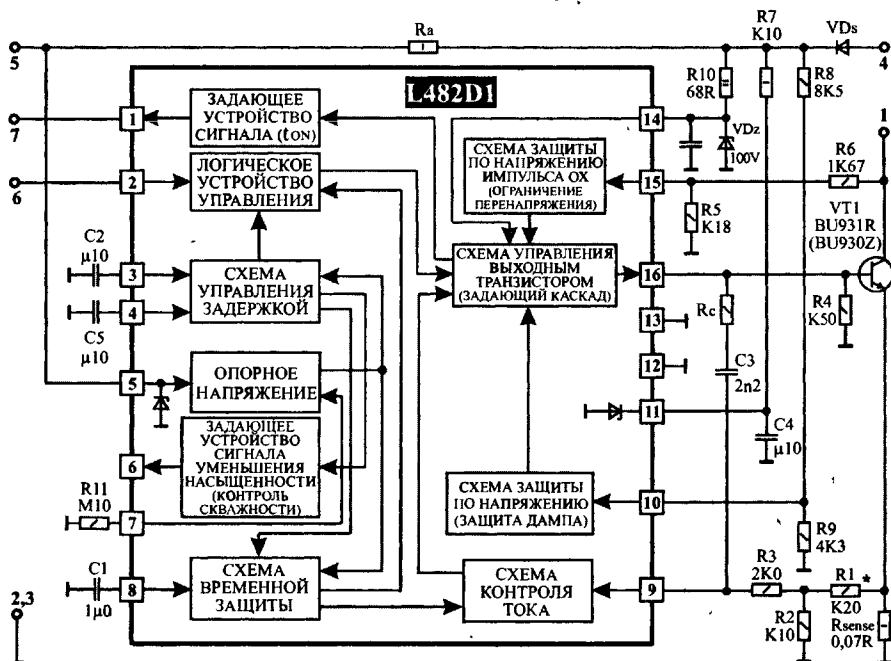 Ra
R7
K10
VDs
5
4
L482D1
R10
68R
R8
8K5
1
ЗАДАЮЩЕЕ
УСТРОЙСТВО
СИГНАЛА (tON)
14
VDz
100V
1
7
СХЕМА ЗАЩИТЫ
ПО НАПРЯЖЕНИЮ
ИМПУЛЬСА ОХ
(ОГРАНИЧЕНИЕ
ПЕРЕНАПРЯЖЕНИЯ)
R6
1K67
2
6
ЛОГИЧЕСКОЕ
УСТРОЙСТВО
УПРАВЛЕНИЯ
15
R5
K18
VT1
BU931R
(BU930Z)
C2
µ10
3
СХЕМА
УПРАВЛЕНИЯ
ЗАДЕРЖКОЙ
СХЕМА УПРАВЛЕНИЯ
ВЫХОДНЫМ
ТРАНЗИСТОРОМ
(ЗАДАЮЩИЙ КАСКАД)
16
4
C5
µ10
13
Rc
R4
K50
12
C3
2n2
5
ОПОРНОЕ
НАПРЯЖЕНИЕ
11
C4
µ10
6
ЗАДАЮЩЕЕ
УСТРОЙСТВО
СИГНАЛА
УМЕНЬШЕНИЯ
НАСЫЩЕННОСТИ
(КОНТРОЛЬ
СКВАЖНОСТИ)
СХЕМА ЗАЩИТЫ
ПО НАПРЯЖЕНИЮ
(ЗАЩИТА ДАМПА)
10
R11
M10
7
R9
4K3
C1
1µ0
8
СХЕМА
ВРЕМЕННОЙ
ЗАЩИТЫ
СХЕМА
КОНТРОЛЯ
ТОКА
9
R3
2K0
R1 *
K20
2,3
R2
K10
Rsense
0,07R